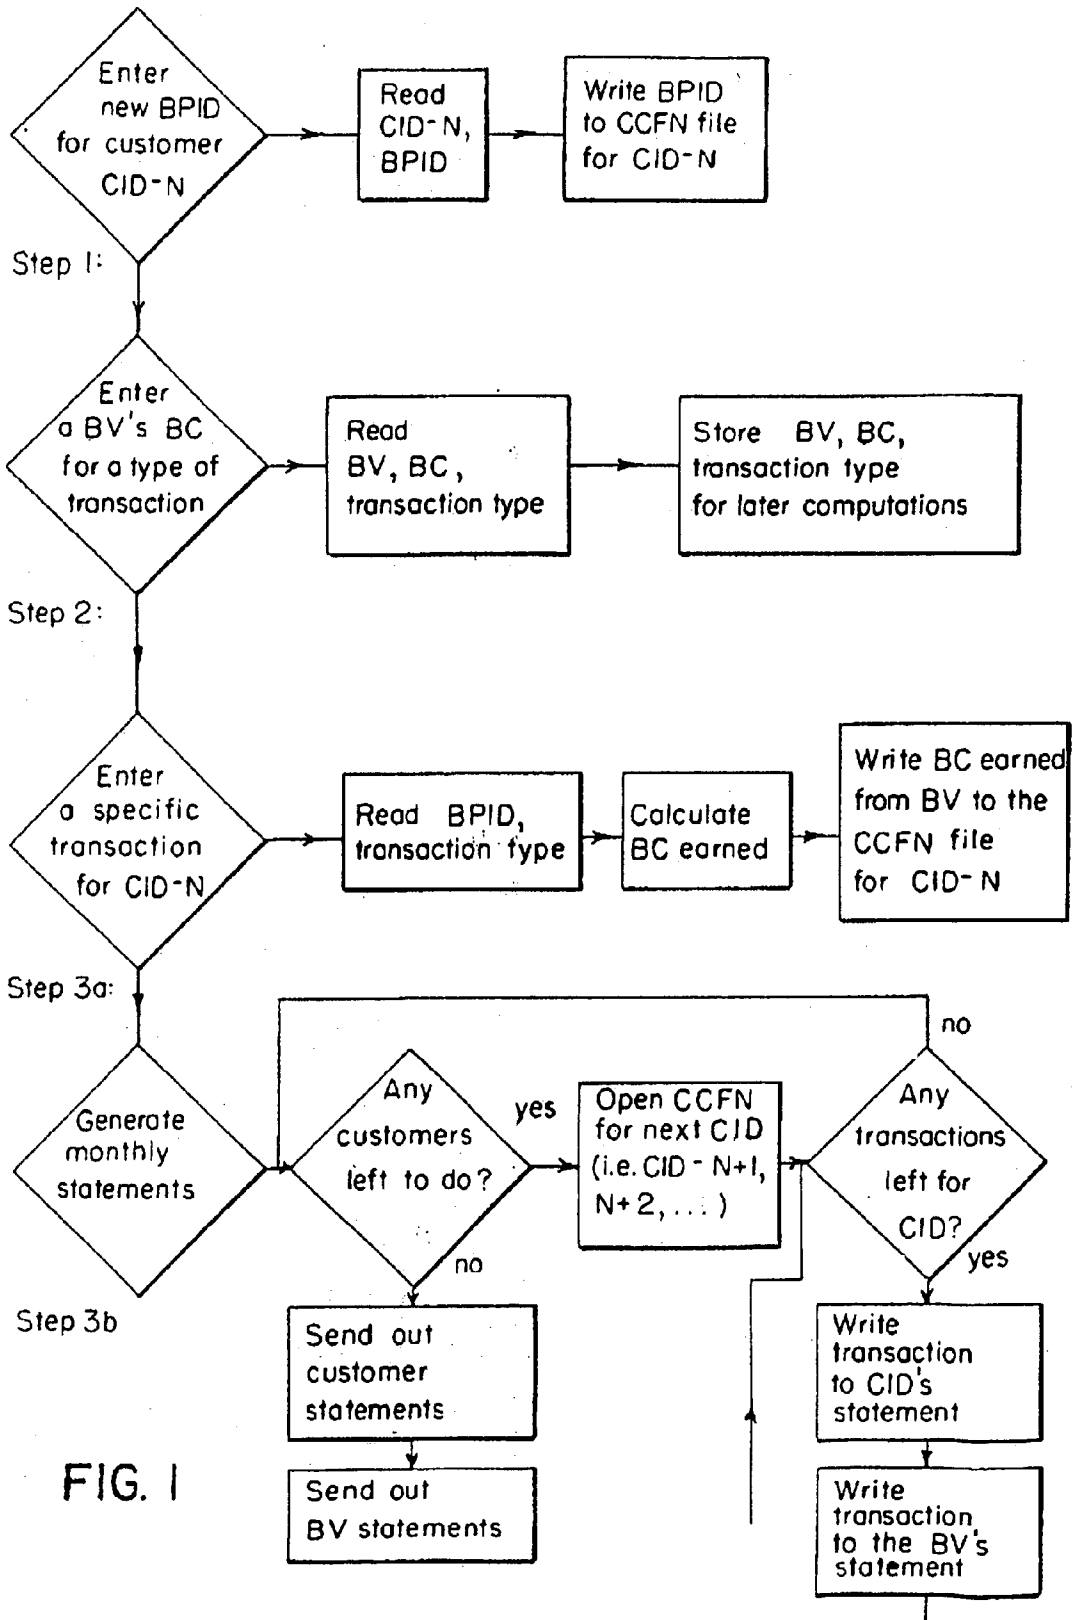 Enter
new BPID
for customer
CID-N
Read
CID-N,
BPID
Write BPID
to CCFN file
for CID-N
Step 1:
Enter
a BV's BC
for a type of
transaction
Read
BV, BC,
transaction type
Store BV, BC,
transaction type
for later computations
Step 2:
Enter
a specific
transaction
for CID-N
Read BPID,
transaction type
Calculate
BC earned
Write BC earned
from BV to the
CCFN file
for CID-N
Step 3a:
Generate
monthly
statements
Any
customers
left to do?
yes
no
Open CCFN
for next CID
(i.e. CID-N+1,
N+2, ... )
Any
transactions
left for
CID?
no
yes
Step 3b
Send out
customer
statements
Send out
BV statements
Write
transaction
to CID's
statement
Write
transaction
to the BV's
statement
FIG. 1